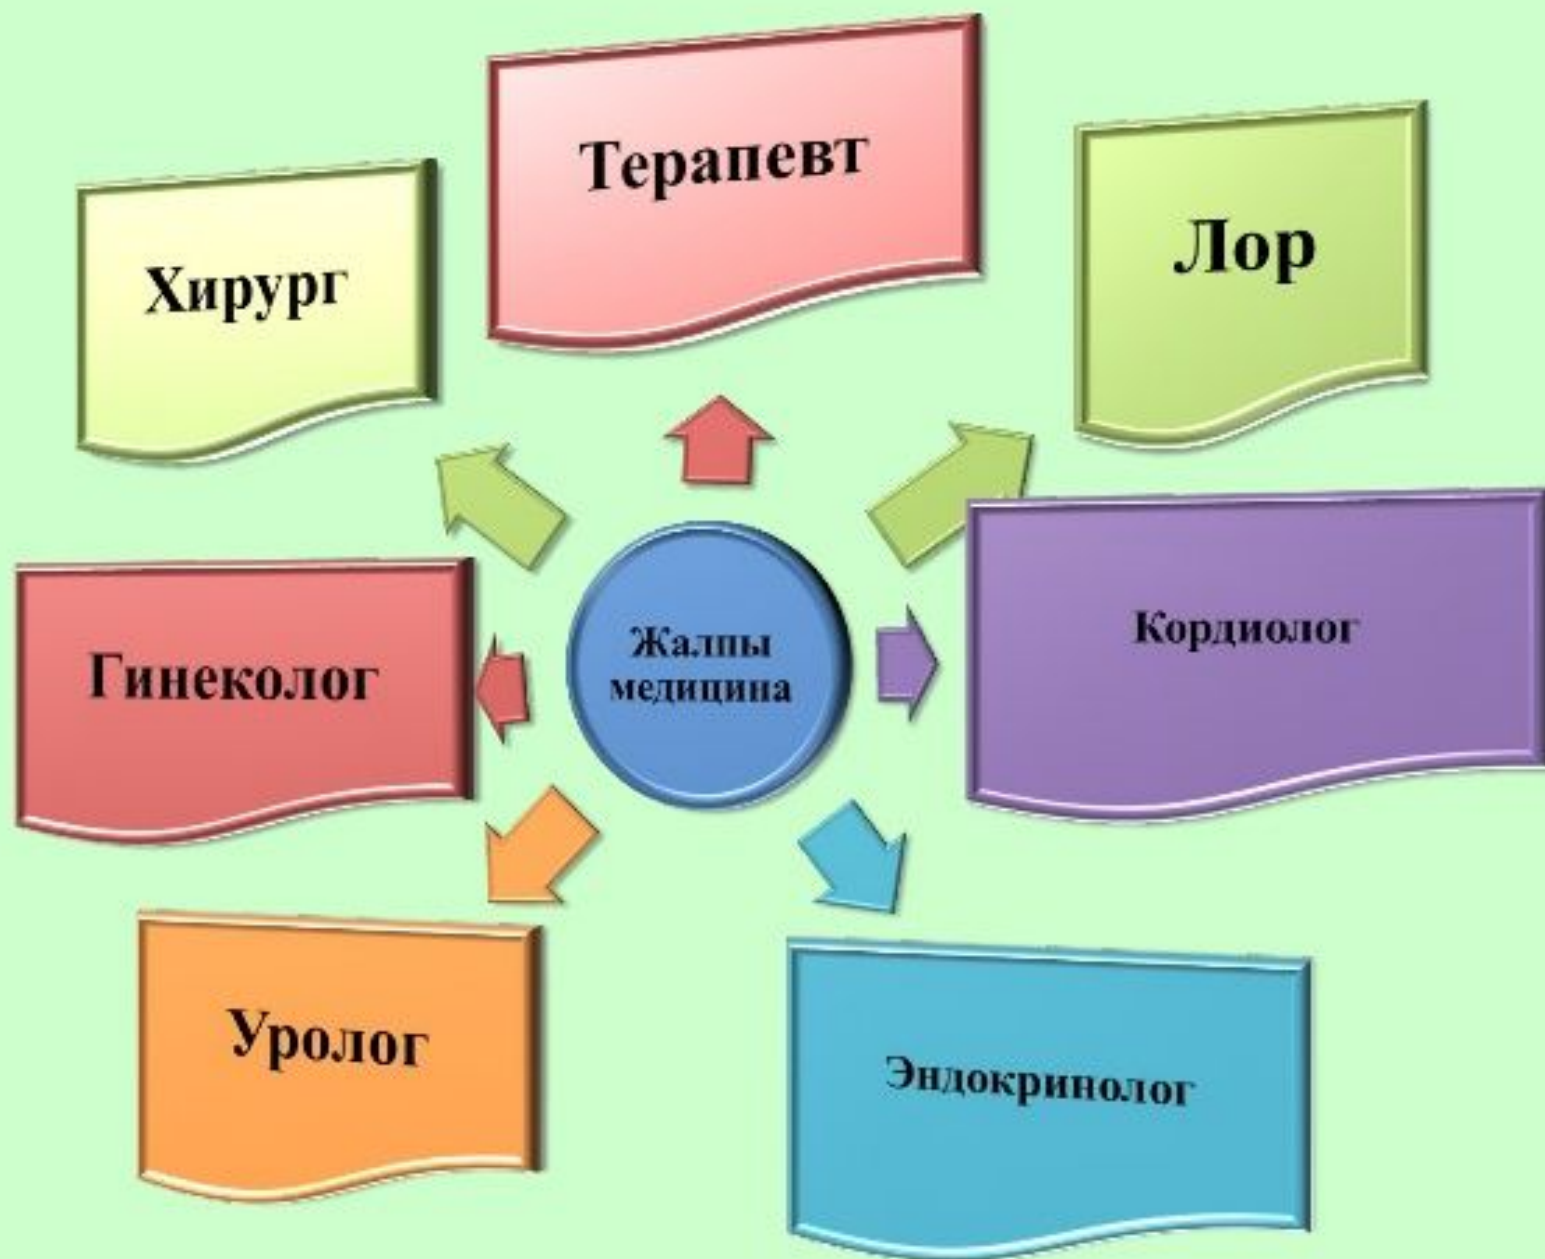 Терапевт
Лор
Хирург
Кордиолог
Жалпы
медицина
Гинеколог
Уролог
Эндокринолог